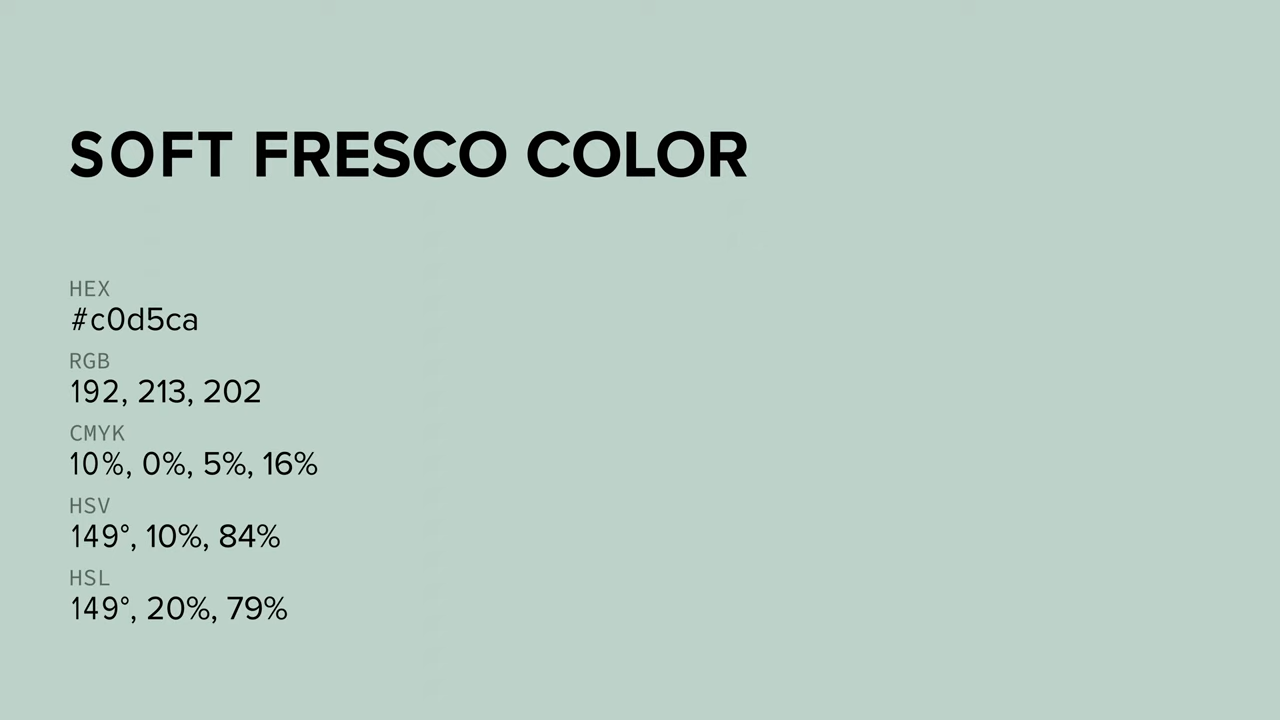 SOFT FRESCO COLOR
HEX
#c0d5ca
RGB
192, 213, 202
CMYK
10%, 0%, 5%, 16%
HSV
149°, 10%, 84%
HSL
149°, 20%, 79%